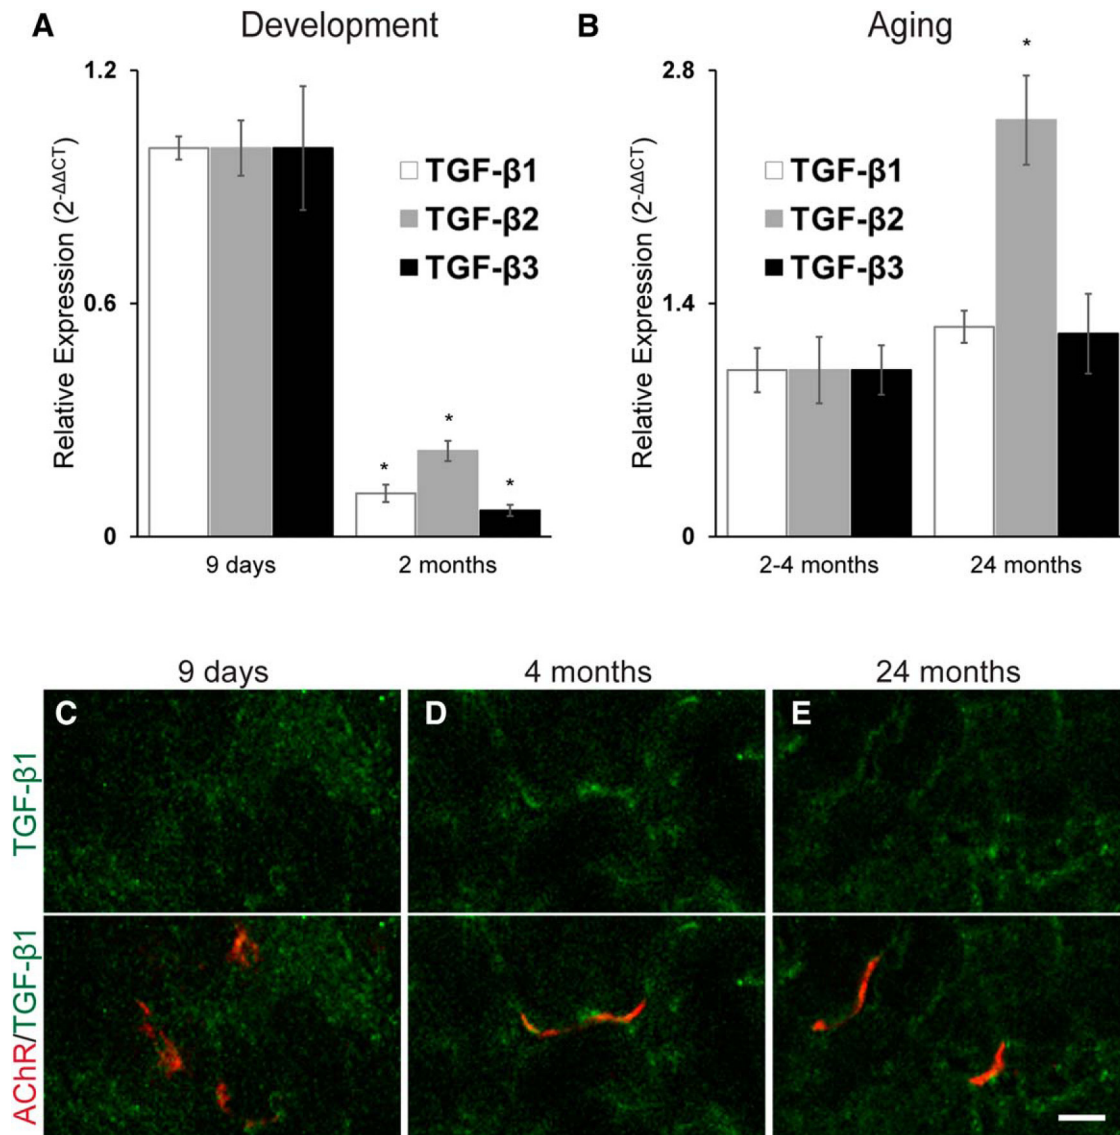 A Development
1.2
0.6
0
Relative Expression (2-ΔΔCT)
TGF-β1
TGF-β2
TGF-β3
*
*
*
9 days
2 months
B Aging
2.8
1.4
0
Relative Expression (2-ΔΔCT)
TGF-β1
TGF-β2
TGF-β3
*
2-4 months
24 months
9 days
4 months
24 months
C
D
E
TGF-β1
AChR/TGF-β1